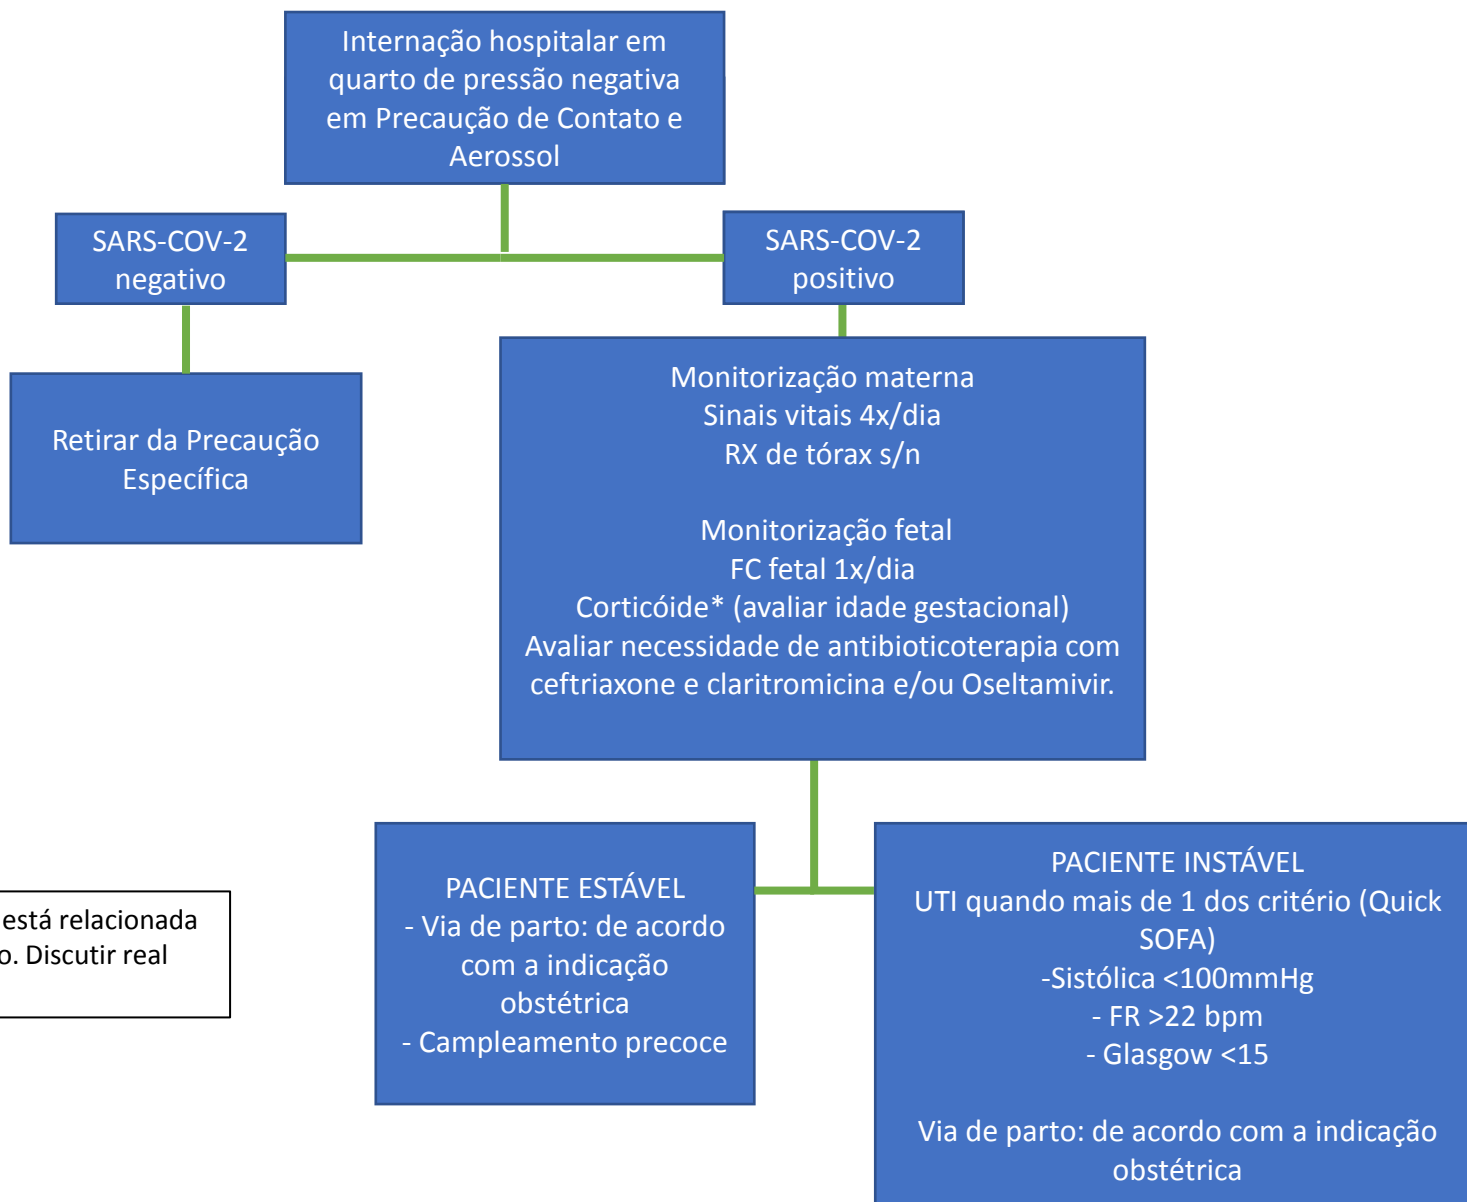 Internação hospitalar em
quarto de pressão negativa
em Precaução de Contato e
Aerossol
SARS-COV-2
negativo
SARS-COV-2
positivo
Retirar da Precaução
Específica
Monitorização materna
Sinais vitais 4x/dia
RX de tórax s/n
Monitorização fetal
FC fetal 1x/dia
Corticóide* (avaliar idade gestacional)
Avaliar necessidade de antibioticoterapia com
ceftriaxone e claritromicina e/ou Oseltamivir.
PACIENTE ESTÁVEL
- Via de parto: de acordo
com a indicação
obstétrica
- Campleamento precoce
PACIENTE INSTÁVEL
UTI quando mais de 1 dos critério (Quick
SOFA)
-Sistólica <100mmHg
- FR >22 bpm
- Glasgow <15
Via de parto: de acordo com a indicação
obstétrica
está relacionada
o. Discutir real